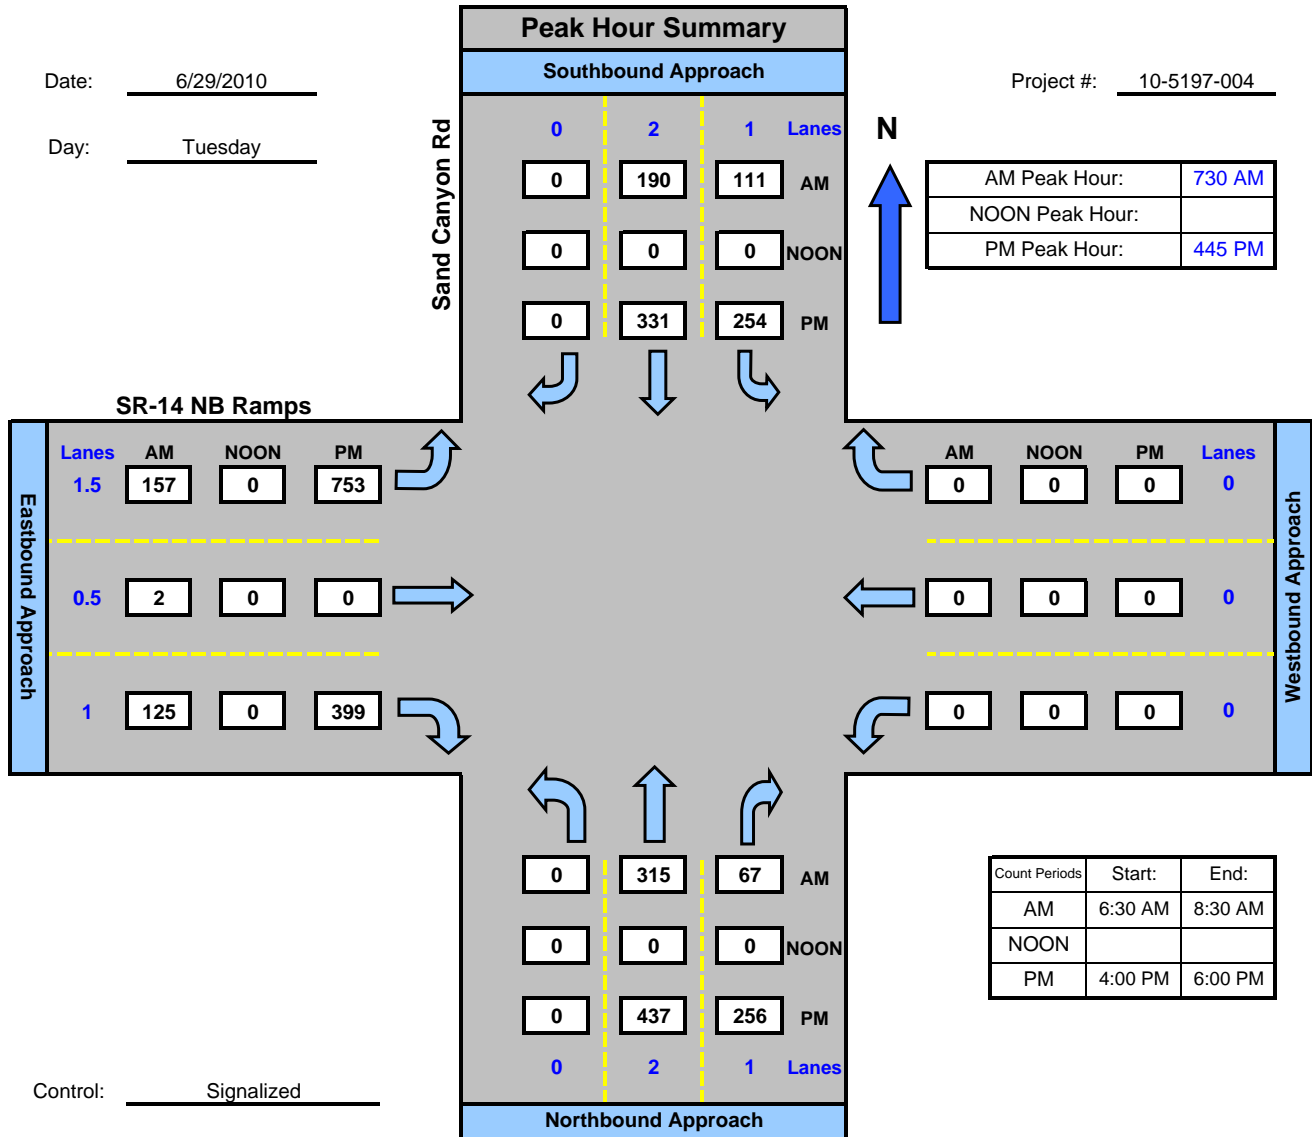 Peak Hour Summary
Southbound Approach
Date: 6/29/2010
Project #: 10-5197-004
Day: Tuesday
Sand Canyon Rd
0 2 1 Lanes
0 190 111 AM
0 0 0 NOON
0 331 254 PM
N
AM Peak Hour: 730 AM
NOON Peak Hour:
PM Peak Hour: 445 PM
SR-14 NB Ramps
Eastbound Approach
Lanes AM NOON PM
1.5 157 0 753
0.5 2 0 0
1 125 0 399
AM NOON PM Lanes
0 0 0 0
0 0 0 0
0 0 0 0
Westbound Approach
0 315 67 AM
0 0 0 NOON
0 437 256 PM
0 2 1 Lanes
Northbound Approach
Count Periods Start: End:
AM 6:30 AM 8:30 AM
NOON
PM 4:00 PM 6:00 PM
Control: Signalized